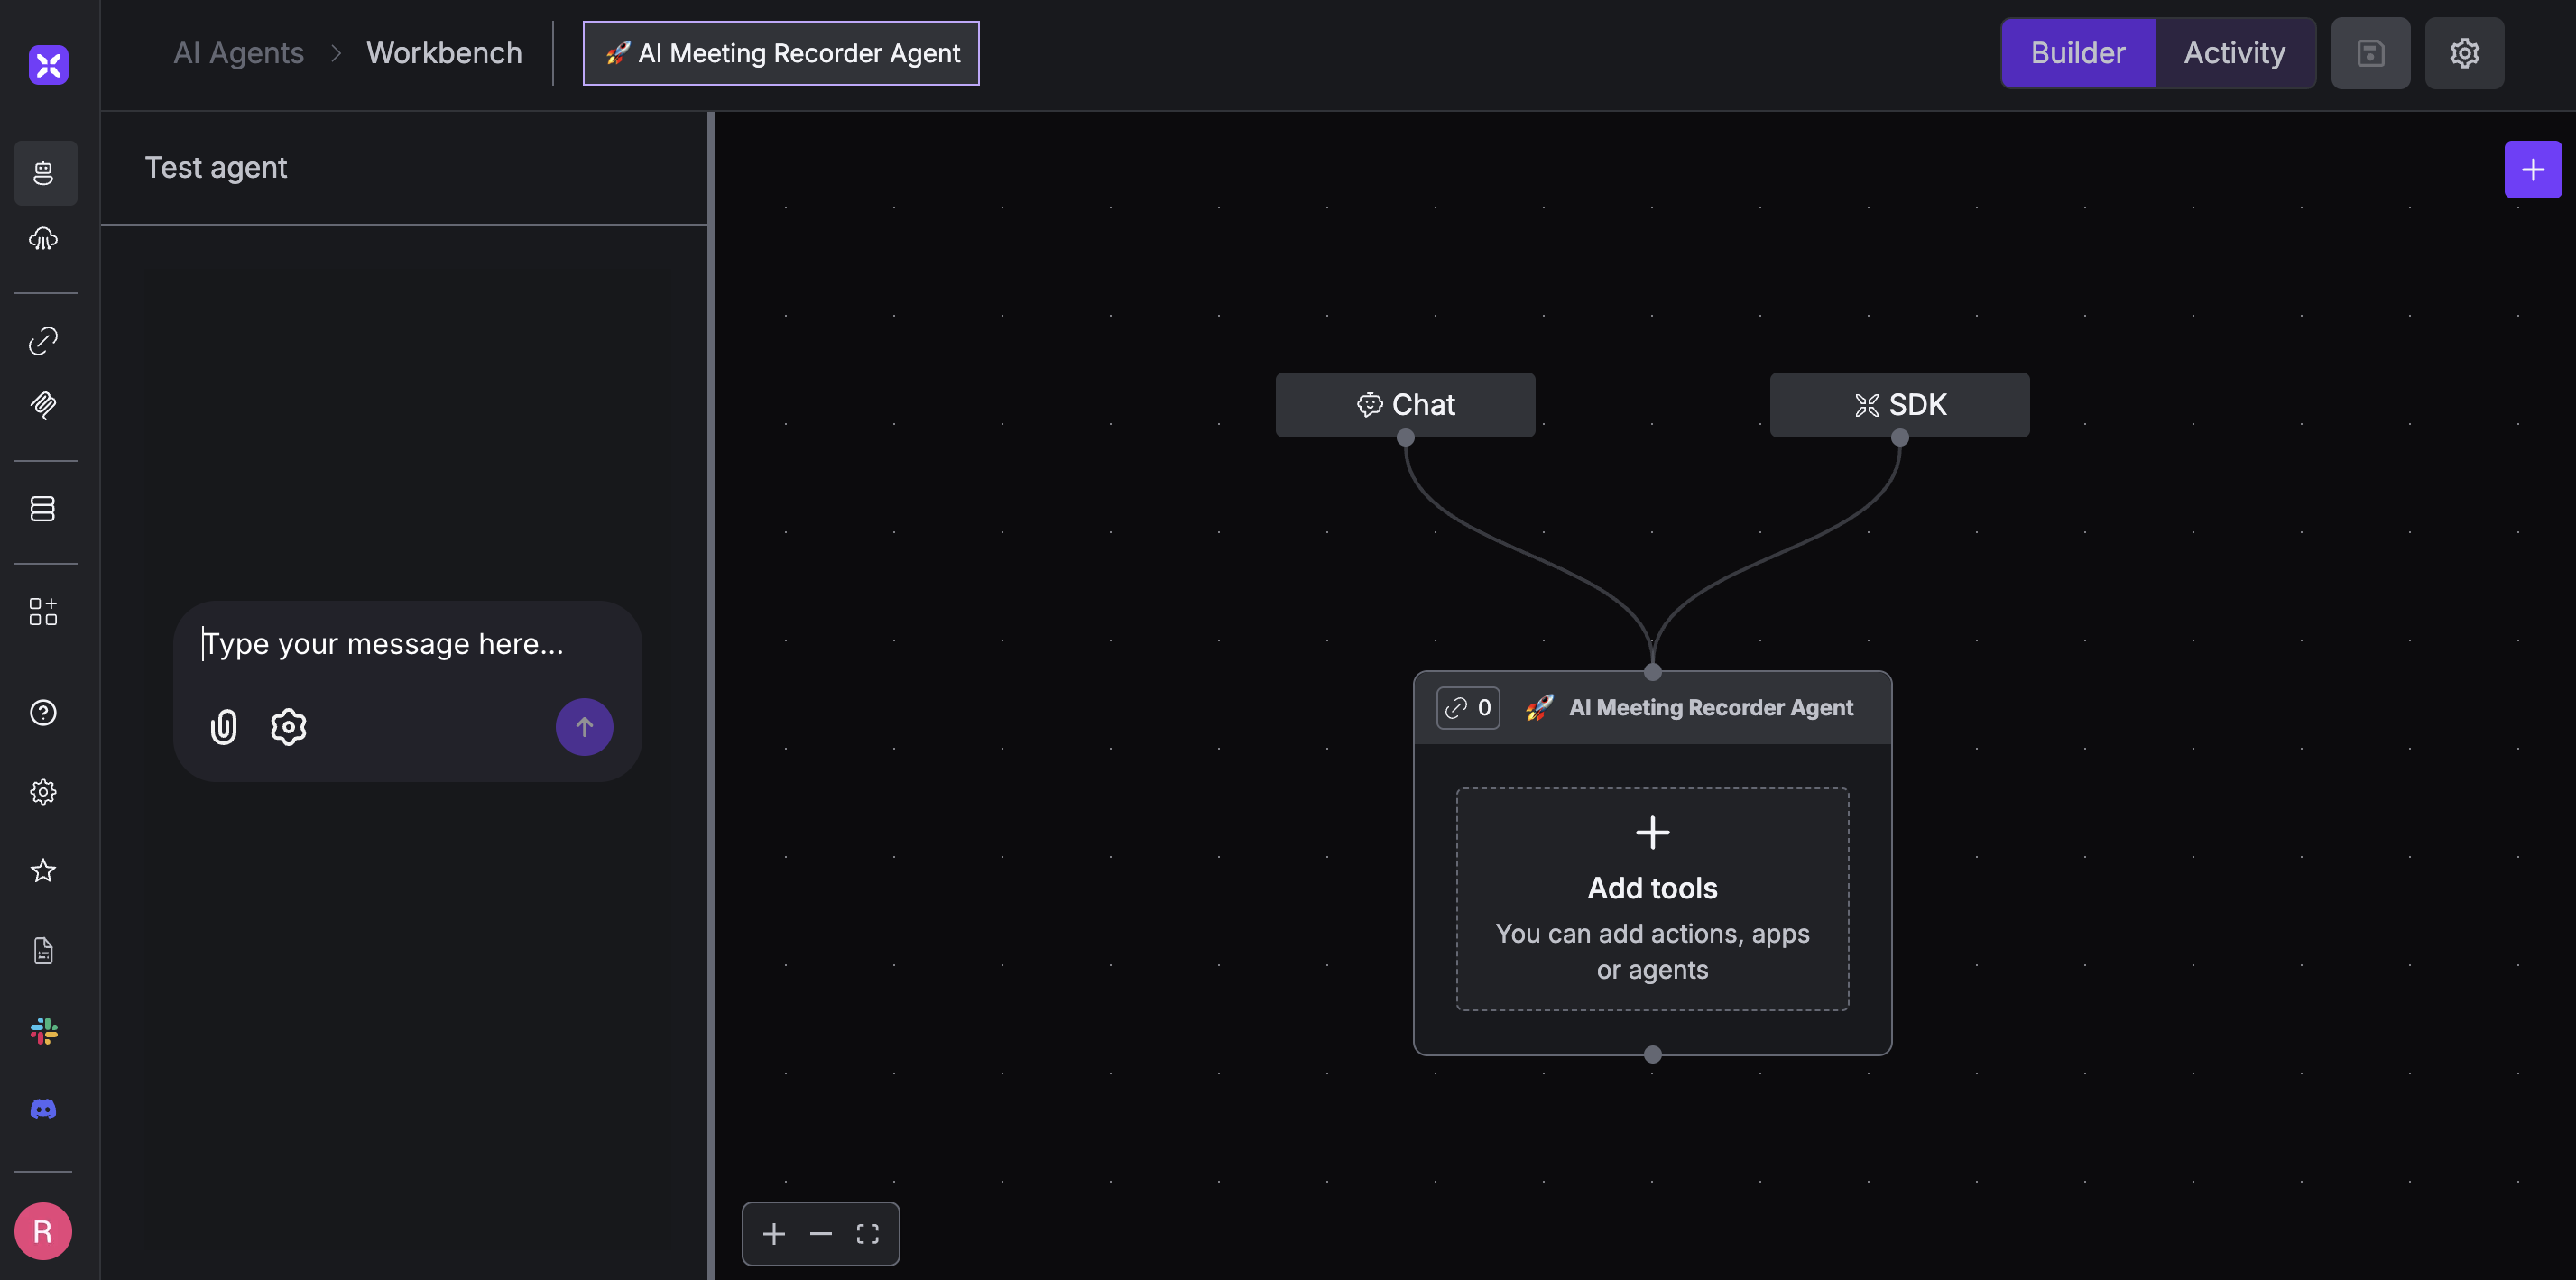 AI Agents > Workbench
🚀 AI Meeting Recorder Agent
Builder
Activity
Test agent
Type your message here...
Chat
SDK
0 🚀 AI Meeting Recorder Agent
Add tools
You can add actions, apps
or agents
R